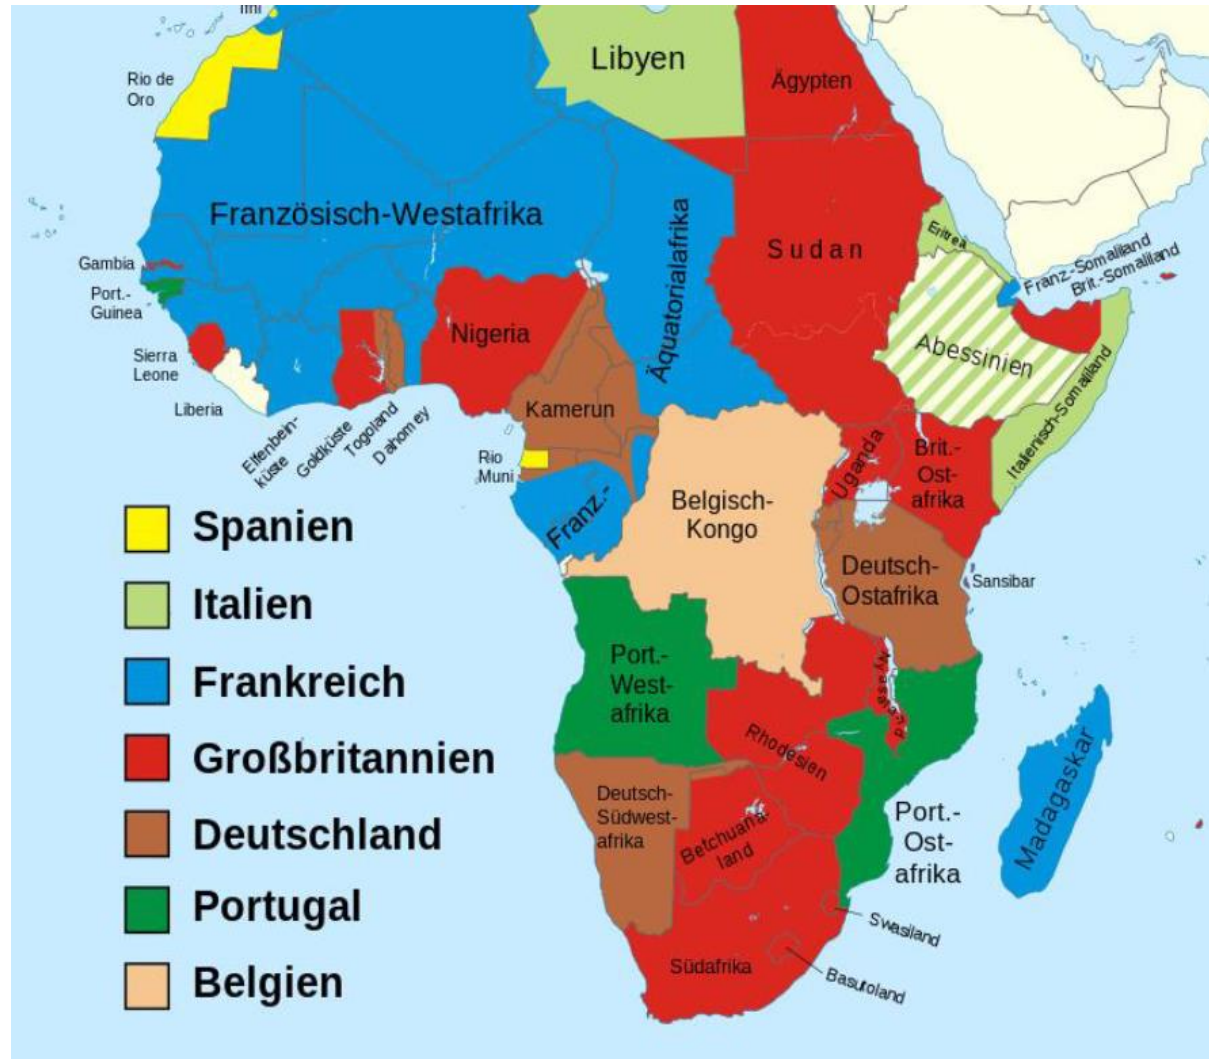 Ifni
Libyen
Ägypten
Rio de
Oro
Französisch-Westafrika
Äquatorialafrika
Sudan
Eritrea
Franz.-Somaliland
Brit.-Somaliland
Gambia
Port.-
Guinea
Nigeria
Abessinien
Sierra
Leone
Liberia
Italienisch-Somaliland
Kamerun
Elfenbein-
küste
Goldküste
Togoland
Dahomey
Rio
Muni
Uganda
Brit.-
Ost-
afrika
Belgisch-
Kongo
Franz.-
Deutsch-
Ostafrika
Sansibar
Port.-
West-
afrika
Nyassaland
Rhodesien
Madagaskar
Deutsch-
Südwest-
afrika
Betchuana-
land
Port.-
Ost-
afrika
Swasiland
Südafrika
Basutoland
Spanien
Italien
Frankreich
Großbritannien
Deutschland
Portugal
Belgien